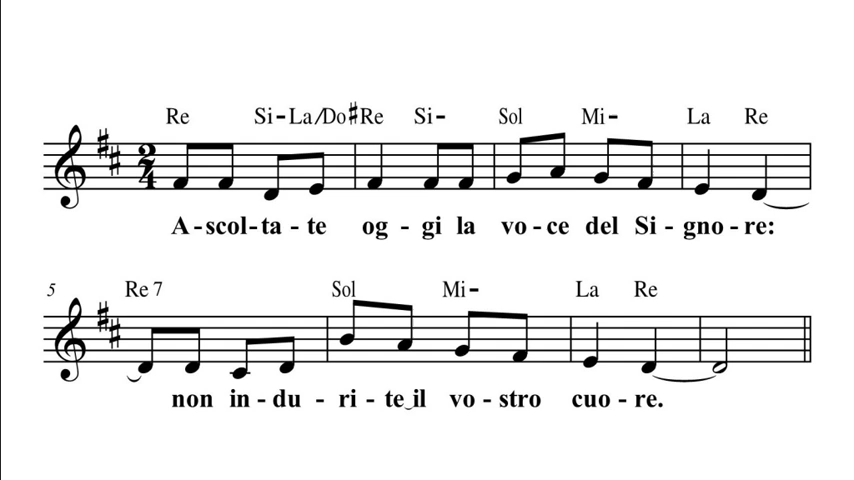 Re Si- La/Do# Re Si- Sol Mi- La Re
2
4
A-scol-ta-te og-gi la vo-ce del Si-gno-re:
5 Re 7 Sol Mi- La Re
non in-du-ri-te il vo-stro cuo-re.